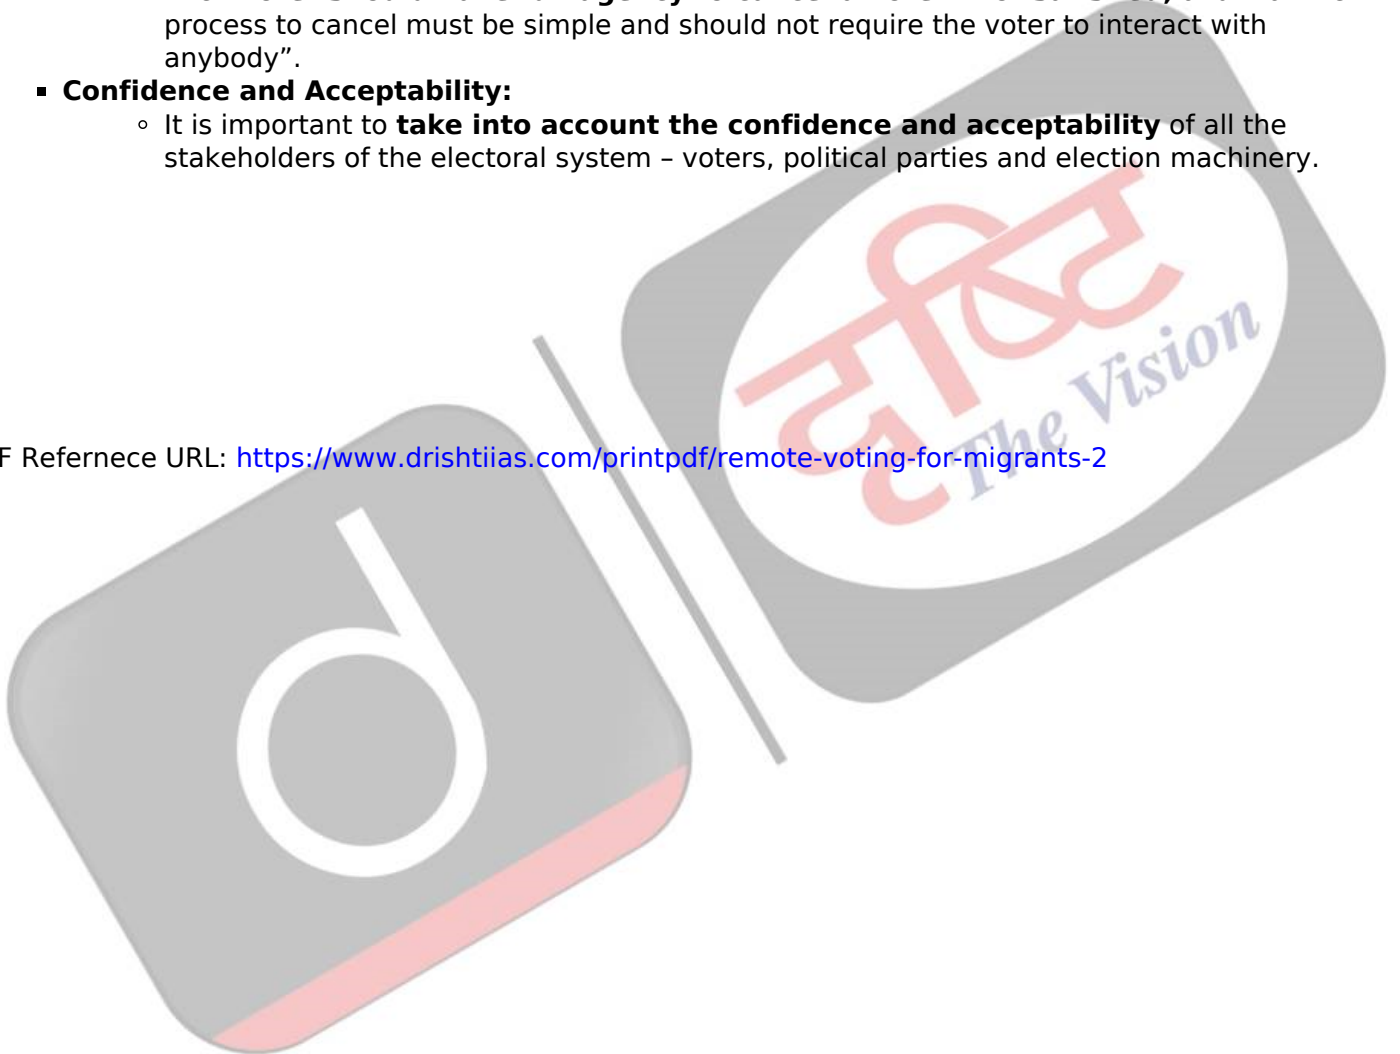 process to cancel must be simple and should not require the voter to interact with
anybody”.
▪ Confidence and Acceptability:
◦ It is important to take into account the confidence and acceptability of all the
stakeholders of the electoral system – voters, political parties and election machinery.
दृष्टि
The Vision
F Refernece URL: https://www.drishtiias.com/printpdf/remote-voting-for-migrants-2
d